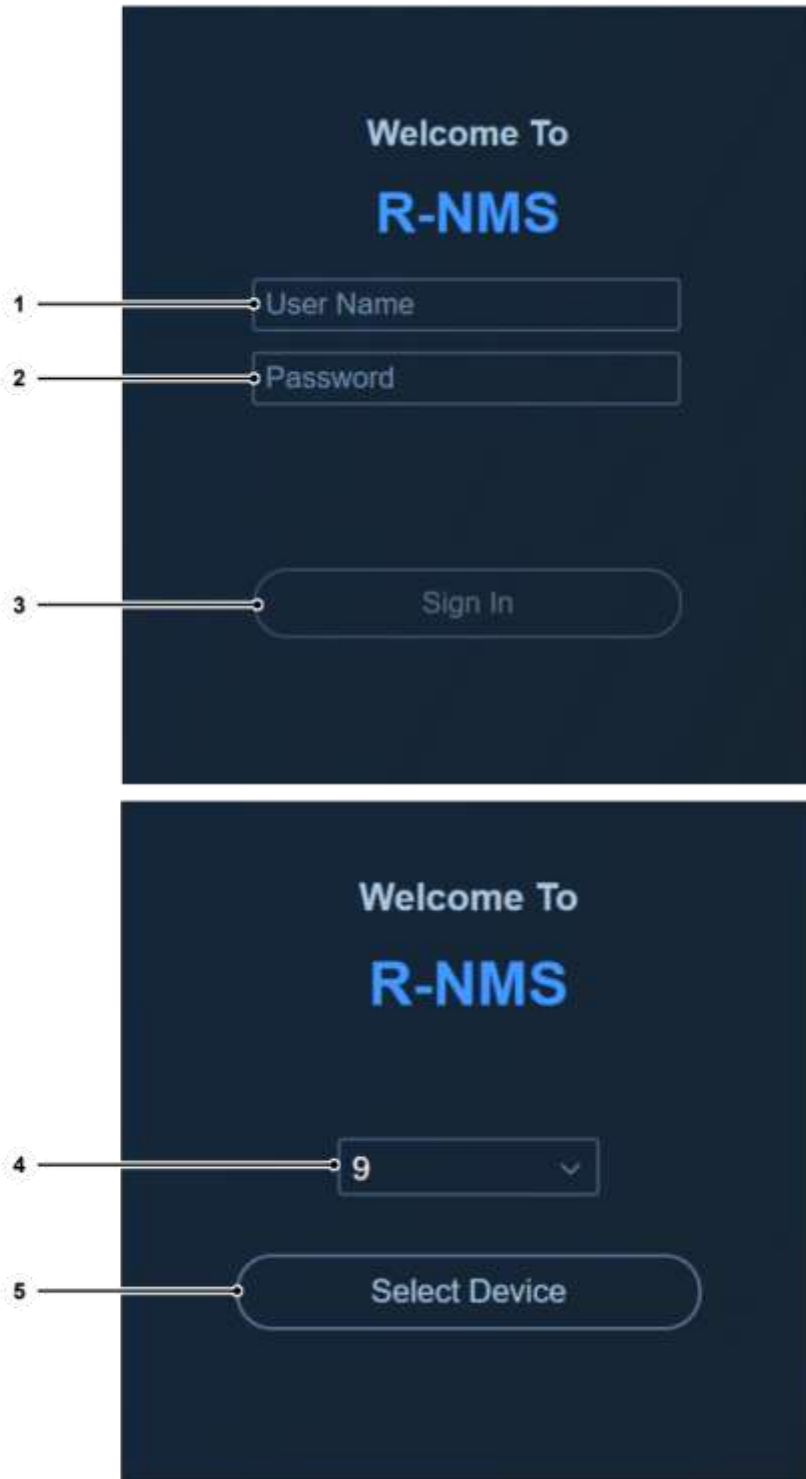 Welcome To
R-NMS
1 User Name
2 Password
3 Sign In
Welcome To
R-NMS
4 9
5 Select Device